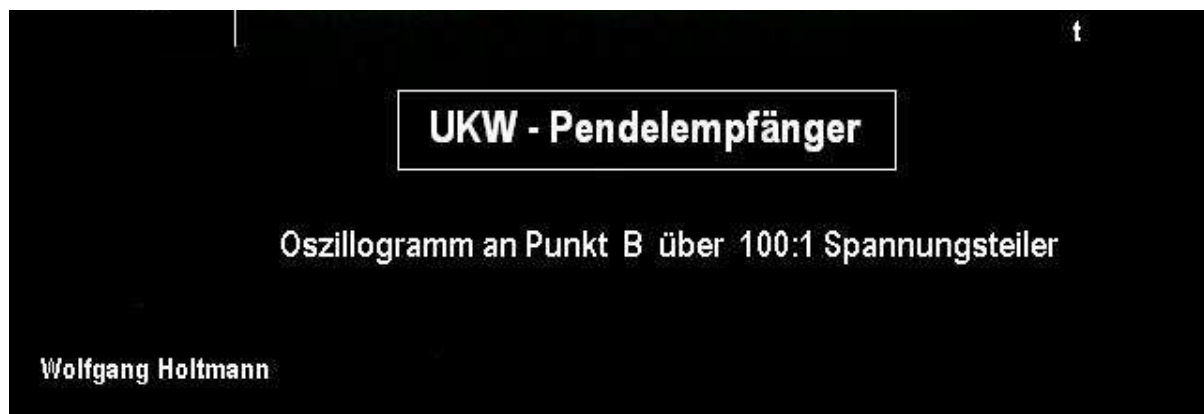 t
UKW - Pendelempfänger
Oszillogramm an Punkt B über 100:1 Spannungsteiler
Wolfgang Holtmann